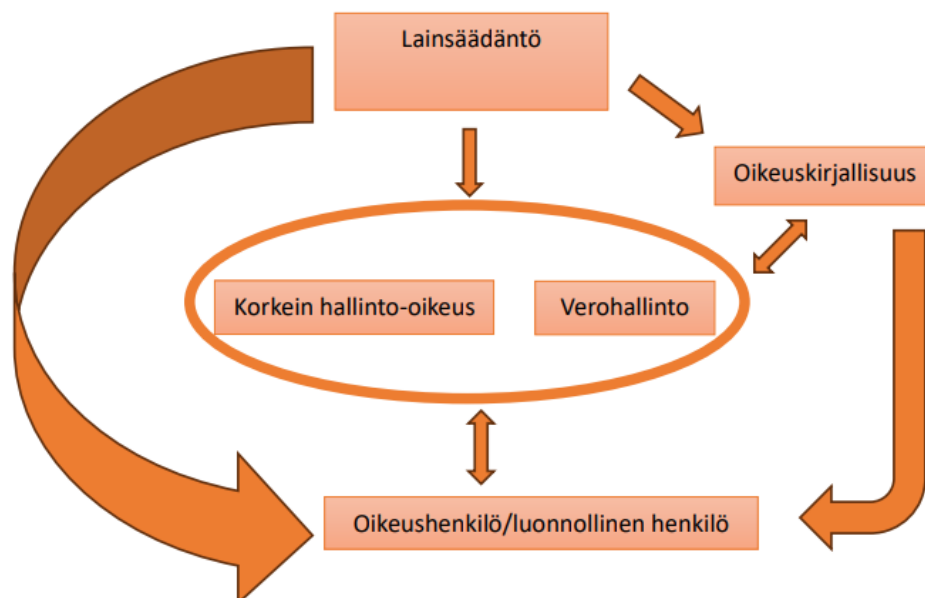 Lainsäädäntö
Oikeuskirjallisuus
Korkein hallinto-oikeus
Verohallinto
Oikeushenkilö/luonnollinen henkilö